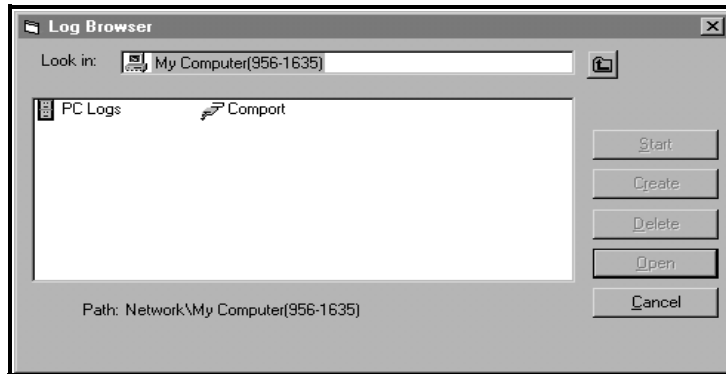 Log Browser
Look in: My Computer(956-1635)
PC Logs Comport
Start
Create
Delete
Open
Cancel
Path: Network\My Computer(956-1635)